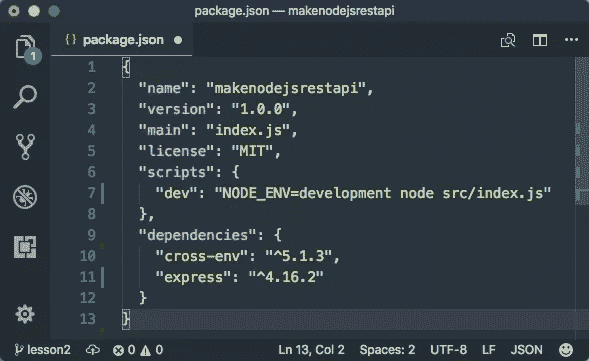 package.json — makenodejsrestapi
{} package.json
1
1 {
2 "name": "makenodejsrestapi",
3 "version": "1.0.0",
4 "main": "index.js",
5 "license": "MIT",
6 "scripts": {
7 "dev": "NODE_ENV=development node src/index.js"
8 },
9 "dependencies": {
10 "cross-env": "^5.1.3",
11 "express": "^4.16.2"
12 }
13 }
lesson2 0 0 Ln 13, Col 2 Spaces: 2 UTF-8 LF JSON